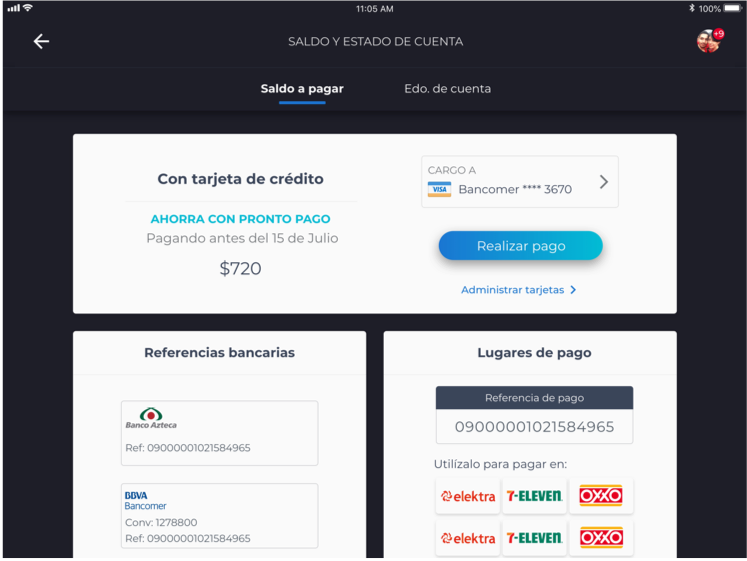 11:05 AM
100%
SALDO Y ESTADO DE CUENTA
+9
Saldo a pagar
Edo. de cuenta
Con tarjeta de crédito
AHORRA CON PRONTO PAGO
Pagando antes del 15 de Julio
$720
CARGO A
VISA
Bancomer **** 3670
Realizar pago
Administrar tarjetas
Referencias bancarias
Banco Azteca
Ref: 09000001021584965
BBVA
Bancomer
Conv: 1278800
Ref: 09000001021584965
Lugares de pago
Referencia de pago
09000001021584965
Utilízalo para pagar en:
elektra 7-ELEVEN OXXO
elektra 7-ELEVEN OXXO